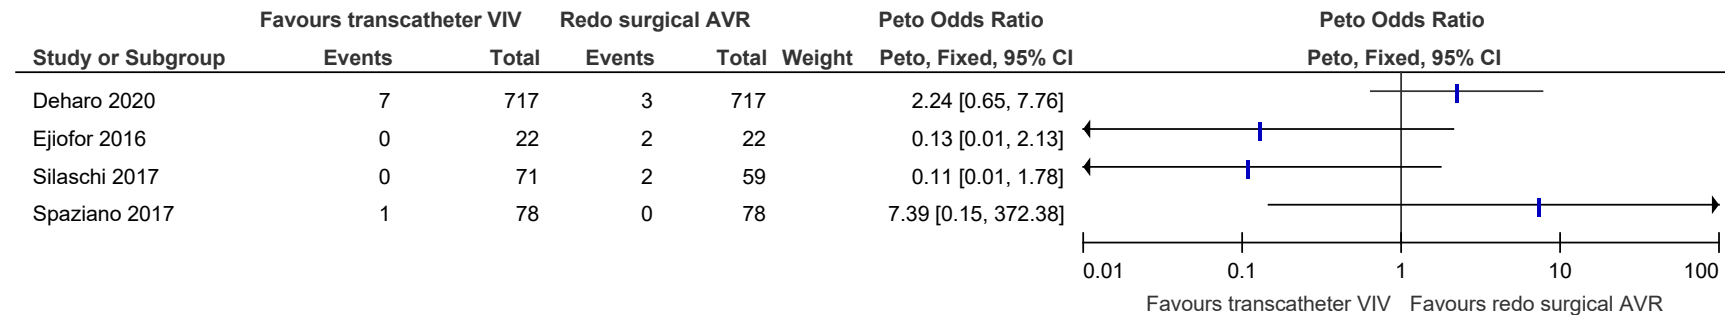 Favours transcatheter VIV Redo surgical AVR Peto Odds Ratio Peto Odds Ratio
Study or Subgroup Events Total Events Total Weight Peto, Fixed, 95% CI Peto, Fixed, 95% CI
Deharo 2020 7 717 3 717 2.24 [0.65, 7.76]
Ejiofor 2016 0 22 2 22 0.13 [0.01, 2.13]
Silaschi 2017 0 71 2 59 0.11 [0.01, 1.78]
Spaziano 2017 1 78 0 78 7.39 [0.15, 372.38]
0.01 0.1 1 10 100
Favours transcatheter VIV Favours redo surgical AVR